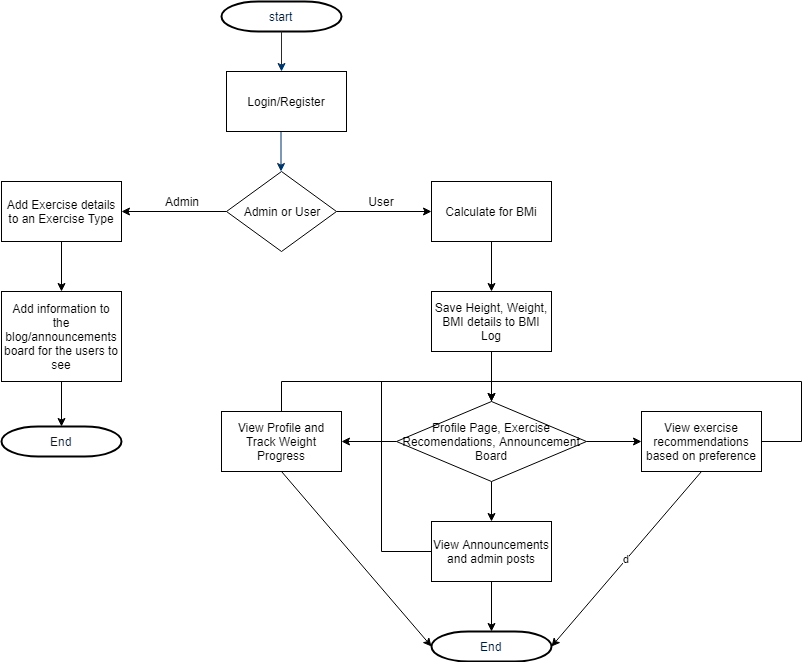 start
Login/Register
Admin
User
Add Exercise details
to an Exercise Type
Admin or User
Calculate for BMi
Add information to
the
blog/announcements
board for the users to
see
Save Height, Weight,
BMI details to BMI
Log
End
View Profile and
Track Weight
Progress
Profile Page, Exercise
Recomendations, Announcement
Board
View exercise
recommendations
based on preference
View Announcements
and admin posts
d
End